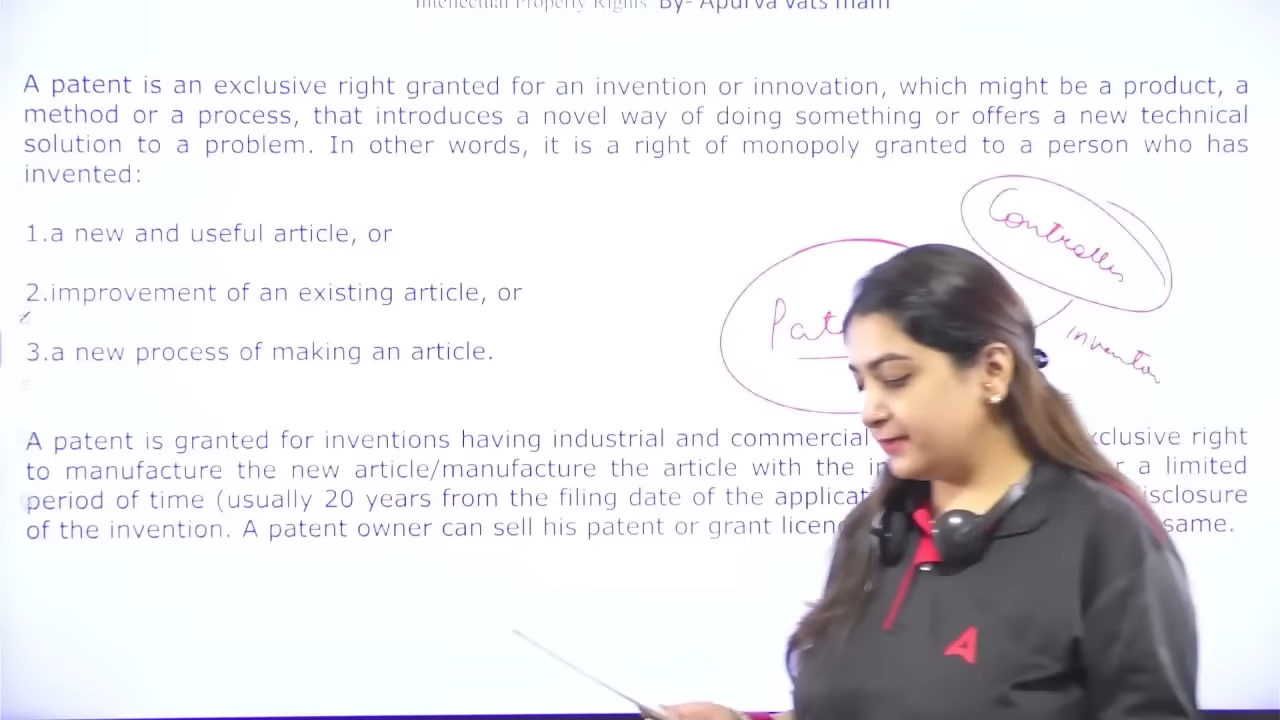 Intellectual Property Rights By- Apurva Vats mam
A patent is an exclusive right granted for an invention or innovation, which might be a product, a
method or a process, that introduces a novel way of doing something or offers a new technical
solution to a problem. In other words, it is a right of monopoly granted to a person who has
invented:
Controller
1.a new and useful article, or
2.improvement of an existing article, or
inventor
3.a new process of making an article.
A patent is granted for inventions having industrial and commercial
right
to manufacture the new article/manufacture the article with the
a limited
period of time (usually 20 years from the filing date of the
of the invention. A patent owner can sell his patent or grant
same.
A